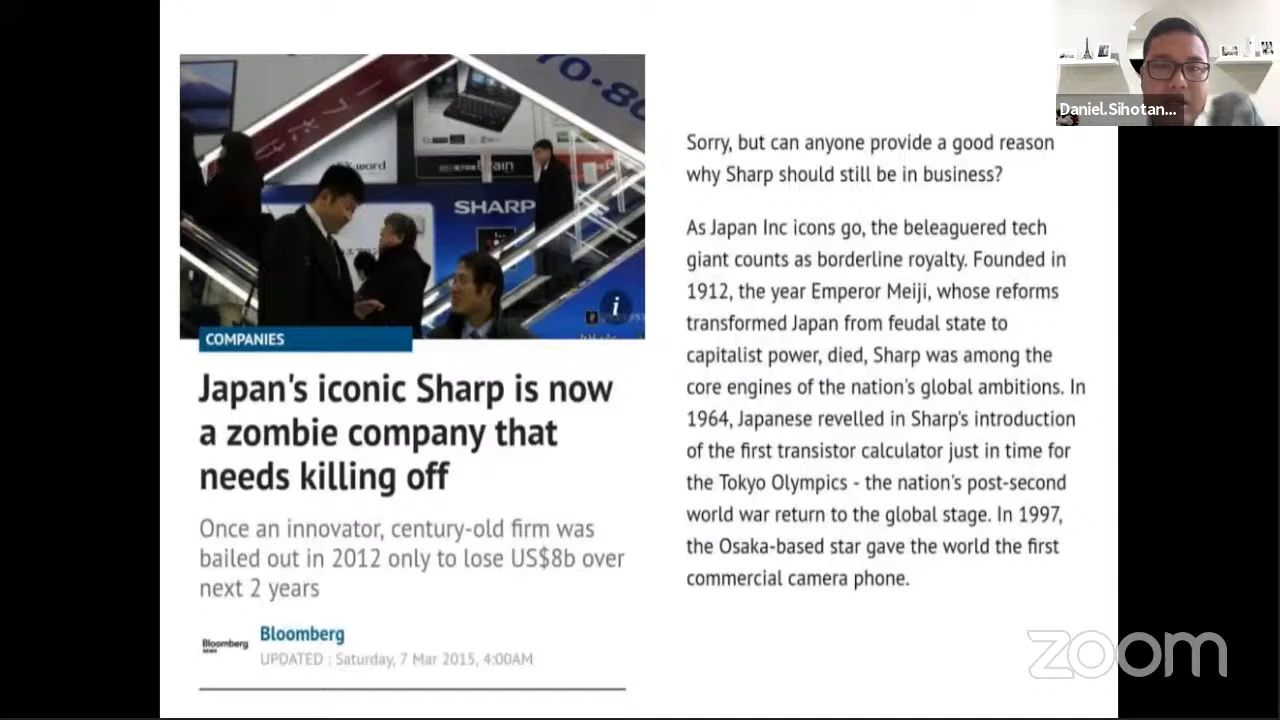 Daniel.Sihotan...
SHARP
COMPANIES
Japan's iconic Sharp is now
a zombie company that
needs killing off
Once an innovator, century-old firm was
bailed out in 2012 only to lose US$8b over
next 2 years
Bloomberg
Bloomberg
UPDATED : Saturday, 7 Mar 2015, 4:00AM
Sorry, but can anyone provide a good reason
why Sharp should still be in business?
As Japan Inc icons go, the beleaguered tech
giant counts as borderline royalty. Founded in
1912, the year Emperor Meiji, whose reforms
transformed Japan from feudal state to
capitalist power, died, Sharp was among the
core engines of the nation's global ambitions. In
1964, Japanese revelled in Sharp's introduction
of the first transistor calculator just in time for
the Tokyo Olympics - the nation's post-second
world war return to the global stage. In 1997,
the Osaka-based star gave the world the first
commercial camera phone.
zoom